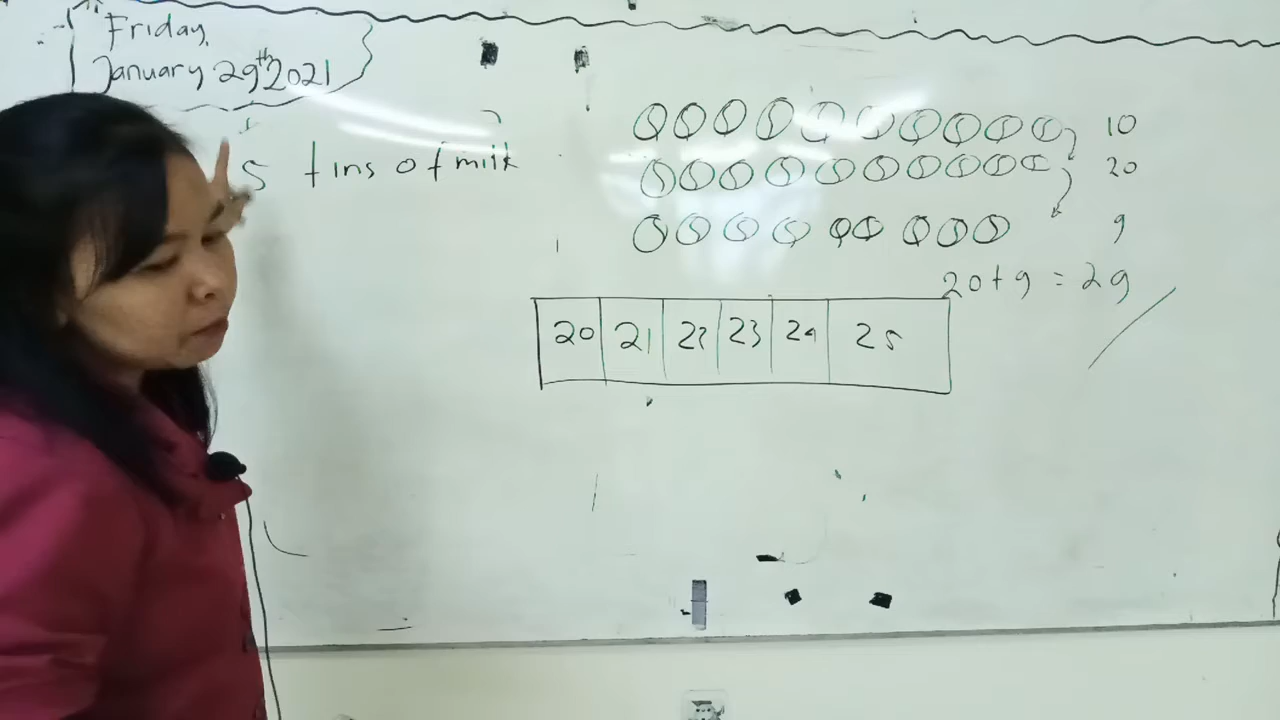 Friday,
January 29th 2021
5 tins of milk
10
20
9
20 + 9 = 29
20 21 22 23 24 25